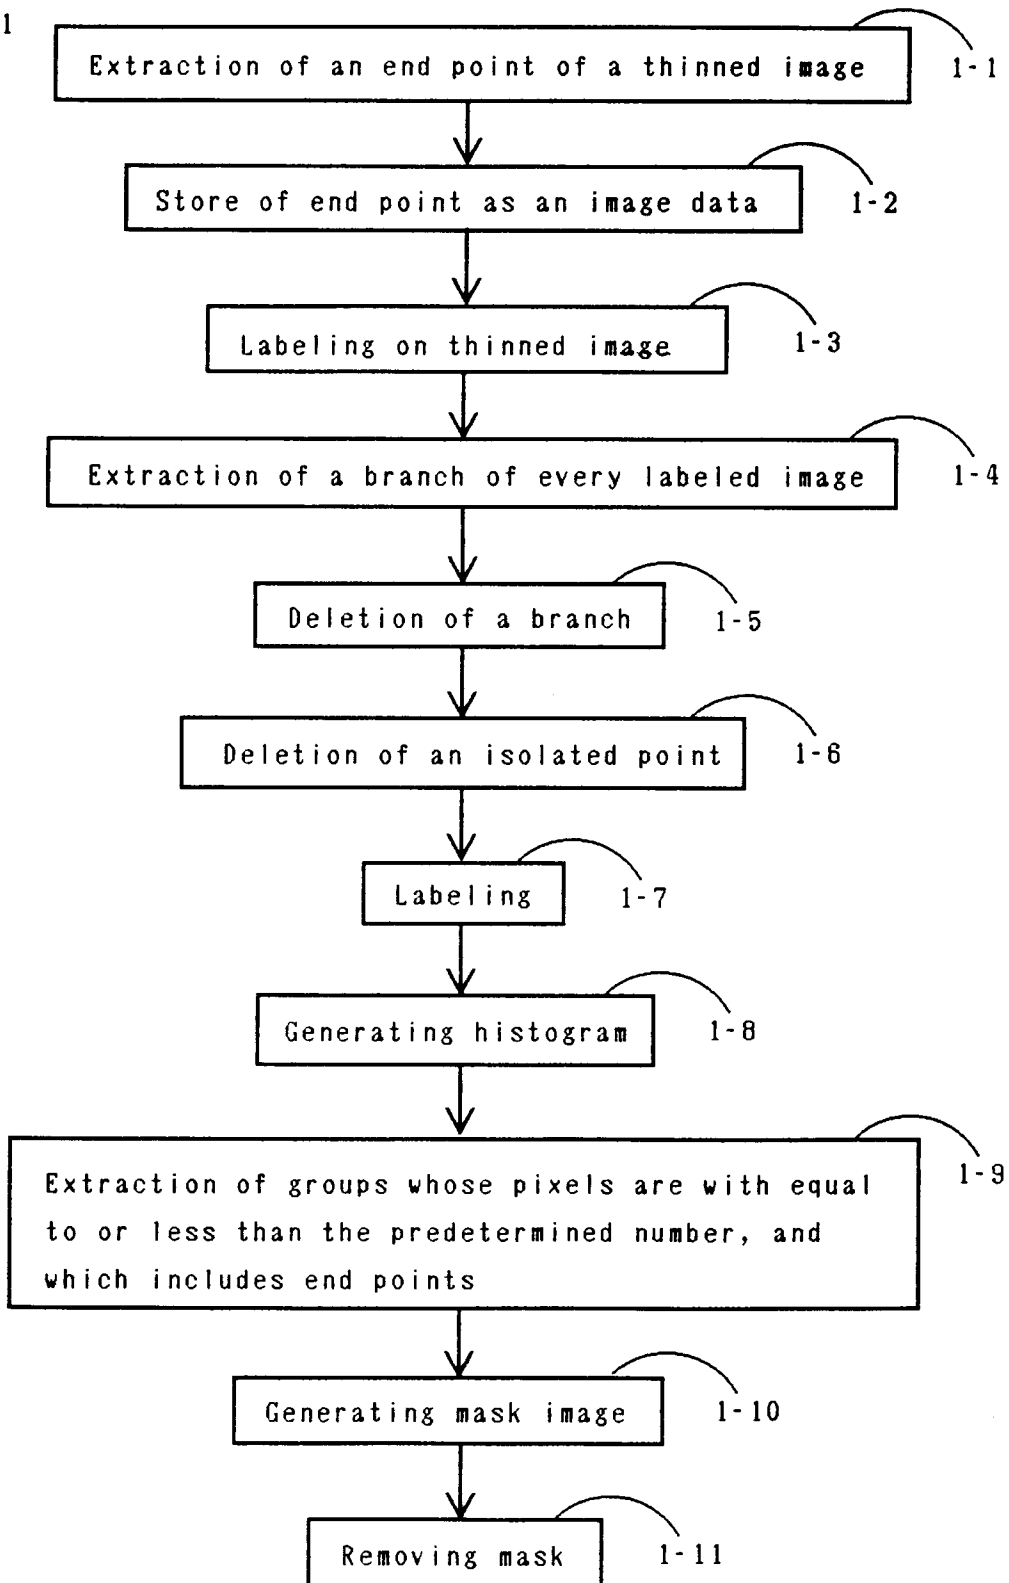 1
Extraction of an end point of a thinned image
1-1
Store of end point as an image data
1-2
Labeling on thinned image
1-3
Extraction of a branch of every labeled image
1-4
Deletion of a branch
1-5
Deletion of an isolated point
1-6
Labeling
1-7
Generating histogram
1-8
Extraction of groups whose pixels are with equal
to or less than the predetermined number, and
which includes end points
1-9
Generating mask image
1-10
Removing mask
1-11